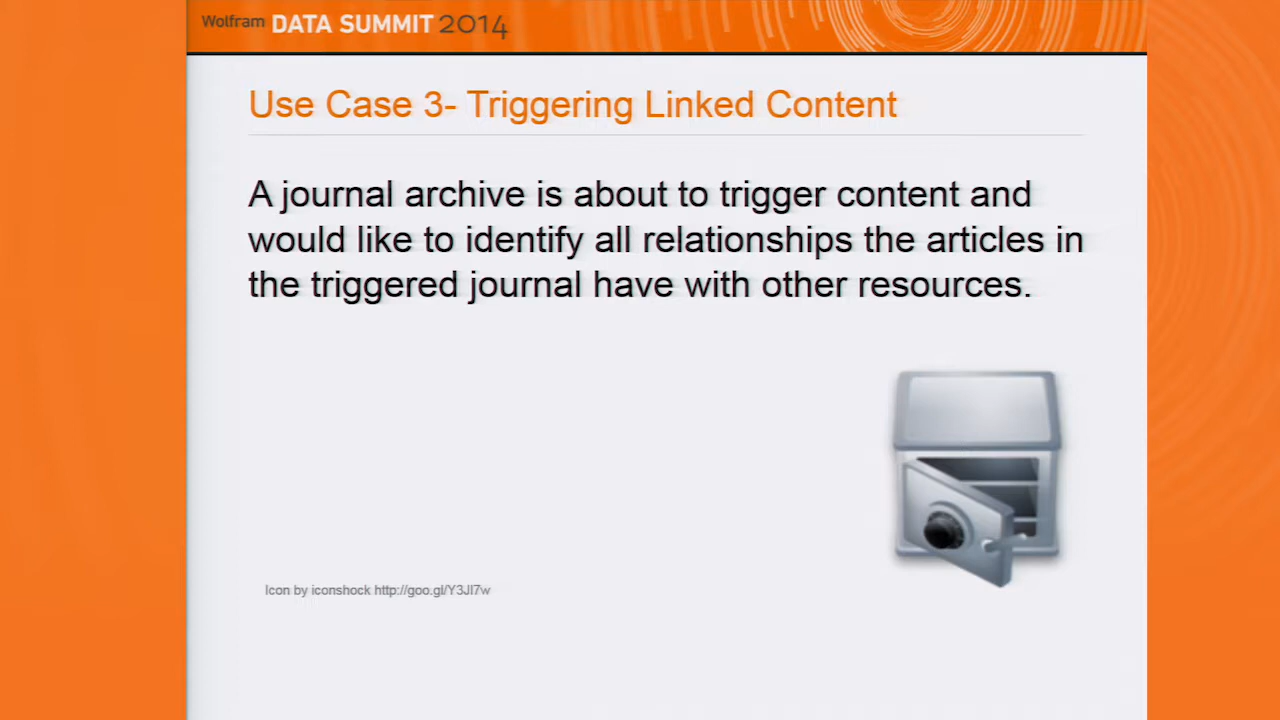 Wolfram DATA SUMMIT 2014
Use Case 3- Triggering Linked Content
A journal archive is about to trigger content and
would like to identify all relationships the articles in
the triggered journal have with other resources.
Icon by iconshock http://goo.gl/Y3JI7w